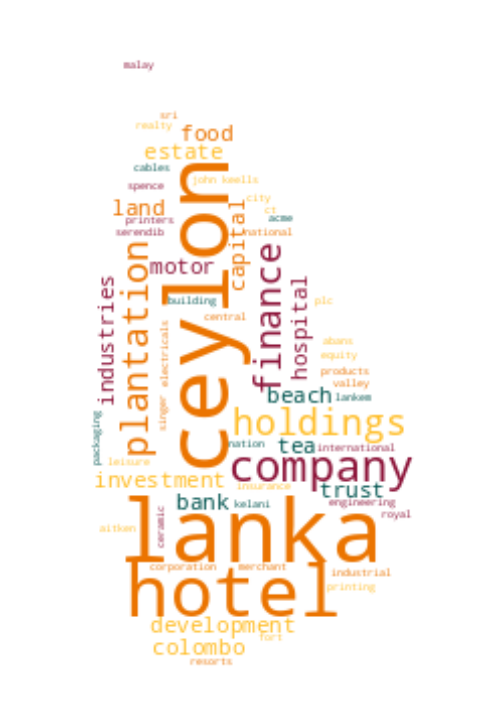 malay
sri
realty
food
estate
cables
john keells
spence
city
land
ct
printers
acme
serendib
national
capital
ceylon
motor
plantation
finance
industries
hospital
building
plc
central
electricals
singer
abans
equity
products
valley
beach
lankem
holdings
packaging
nation
tea
international
company
leisure
investment
insurance
trust
bank
kelani
engineering
royal
lanka
aitken
ceramic
corporation
merchant
industrial
hotel
printing
development
fort
colombo
resorts